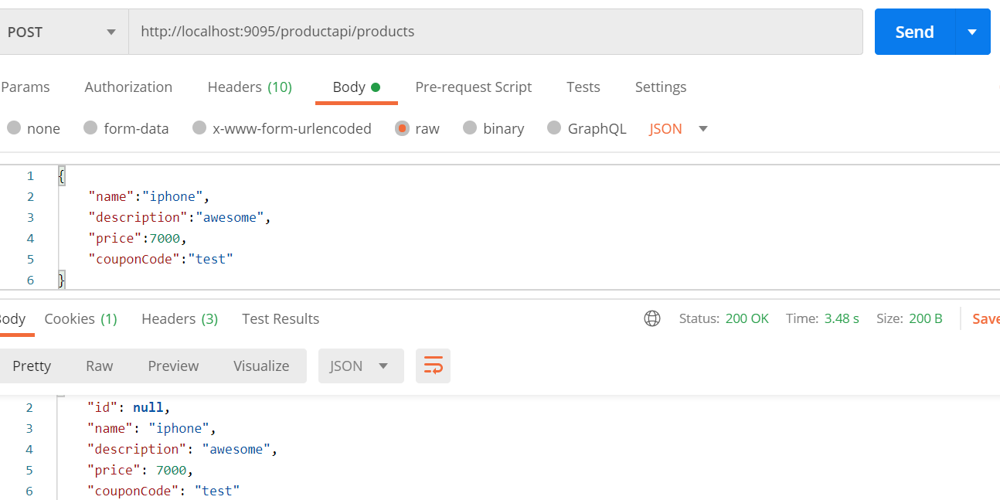 POST http://localhost:9095/productapi/products Send
Params Authorization Headers (10) Body Pre-request Script Tests Settings
none form-data x-www-form-urlencoded raw binary GraphQL JSON
1 {
2 "name":"iphone",
3 "description":"awesome",
4 "price":7000,
5 "couponCode":"test"
6 }
Body Cookies (1) Headers (3) Test Results Status: 200 OK Time: 3.48 s Size: 200 B Save
Pretty Raw Preview Visualize JSON
2 "id": null,
3 "name": "iphone",
4 "description": "awesome",
5 "price": 7000,
6 "couponCode": "test"